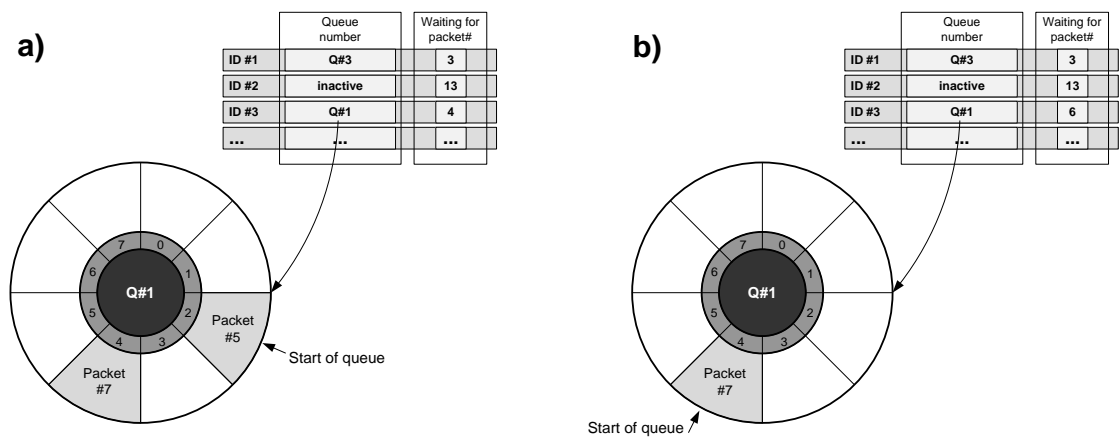 a)
Queue
number
Waiting for
packet#
ID #1 Q#3 3
ID #2 inactive 13
ID #3 Q#1 4
... ... ...
7 0
6 1
Q#1
5 2
4 3
Packet
#5
Packet
#7
Start of queue
b)
Queue
number
Waiting for
packet#
ID #1 Q#3 3
ID #2 inactive 13
ID #3 Q#1 6
... ... ...
7 0
6 1
Q#1
5 2
4 3
Packet
#7
Start of queue